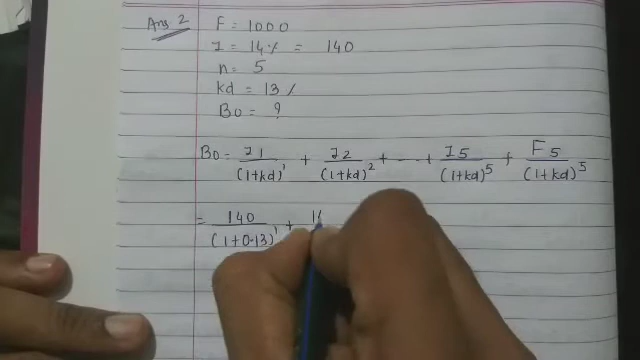 Ans 2 F = 1000
I = 14% = 140
n = 5
kd = 13%
B0 = ?
B0 = I1/(1+kd)^1 + I2/(1+kd)^2 + ---- + I5/(1+kd)^5 + F5/(1+kd)^5
= 140/(1+0.13)^1 + 14